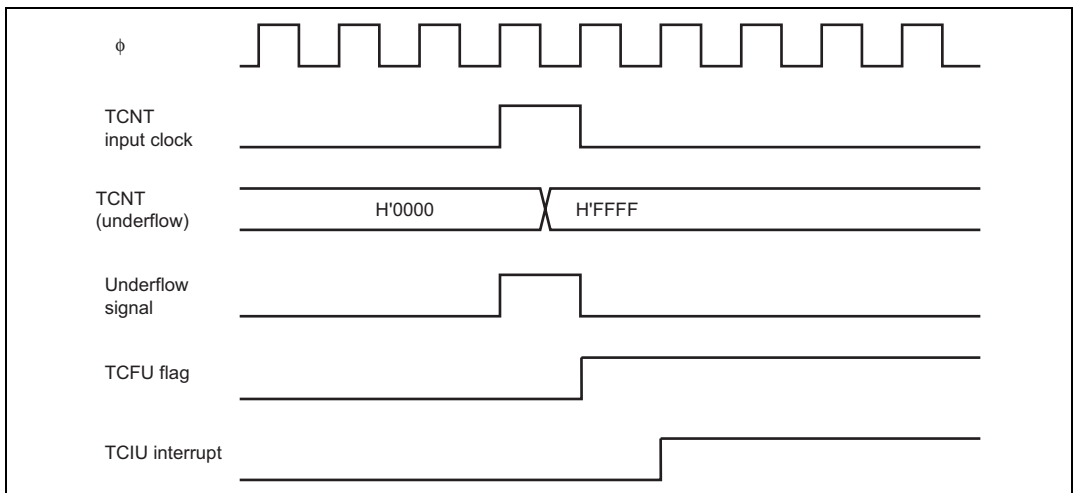 ϕ
TCNT
input clock
TCNT
(underflow)
H'0000
H'FFFF
Underflow
signal
TCFU flag
TCIU interrupt